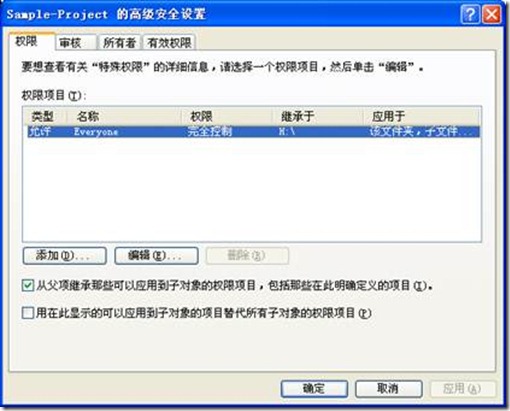 Sample-Project 的高级安全设置
权限 审核 所有者 有效权限
要想查看有关“特殊权限”的详细信息，请选择一个权限项目，然后单击“编辑”。
权限项目(T):
类型 名称 权限 继承于 应用于
允许 Everyone 完全控制 H:\ 该文件夹，子文件...
添加(D)... 编辑(E)... 删除(R)
从父项继承那些可以应用到子对象的权限项目，包括那些在此明确定义的项目(I)。
用在此显示的可以应用到子对象的项目替代所有子对象的权限项目(P)
确定 取消 应用(A)